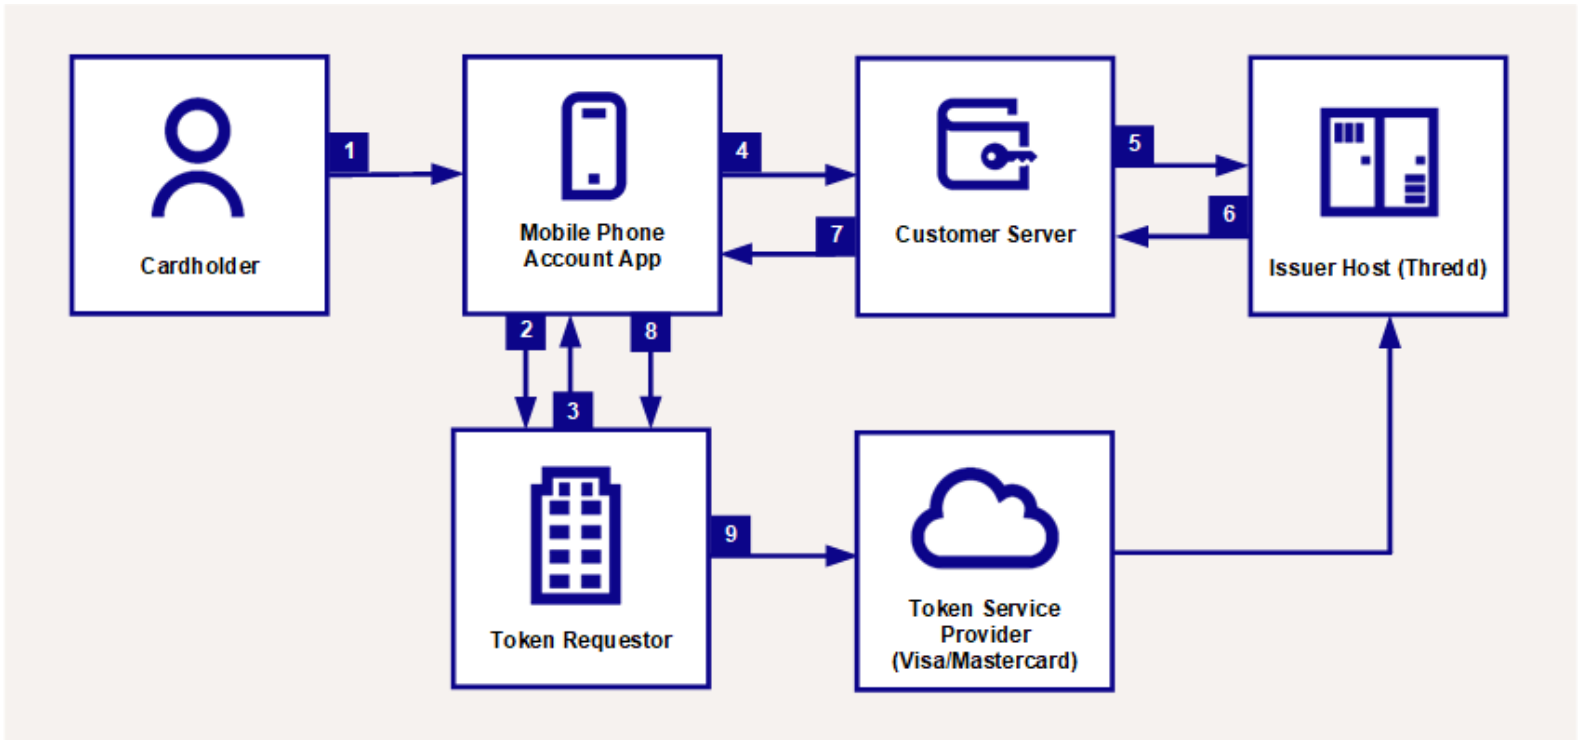 1
4
5
6
7
Cardholder
Mobile Phone
Account App
Customer Server
Issuer Host (Thredd)
2
8
3
9
Token Requestor
Token Service
Provider
(Visa/Mastercard)